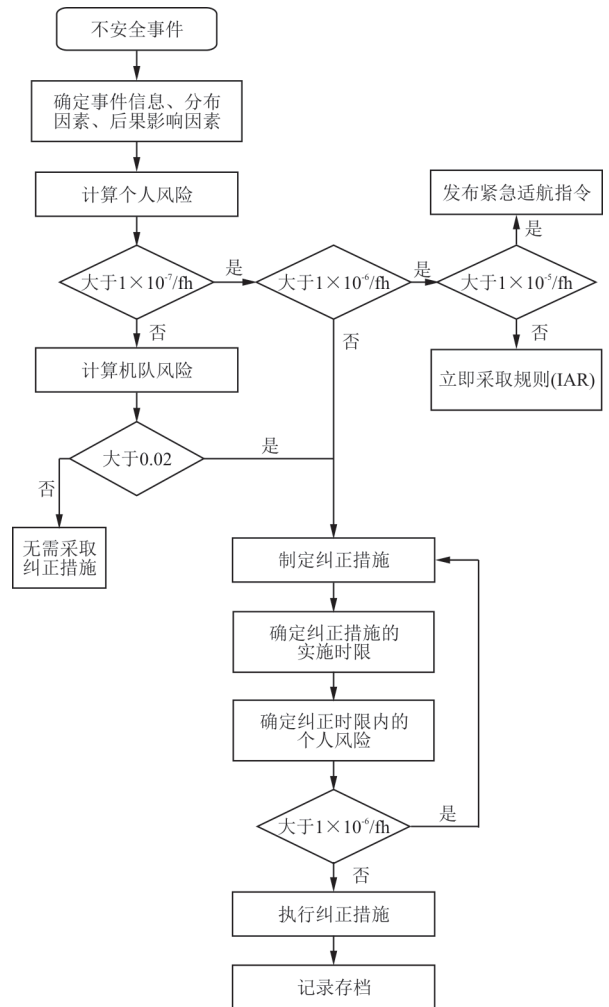 不安全事件
确定事件信息、分布
因素、后果影响因素
计算个人风险
发布紧急适航指令
是
大于1×10⁻⁷/fh
是
大于1×10⁻⁶/fh
是
大于1×10⁻⁵/fh
否
否
否
计算机队风险
立即采取规则(IAR)
大于0.02
是
否
无需采取
纠正措施
制定纠正措施
确定纠正措施的
实施时限
确定纠正时限内的
个人风险
大于1×10⁻⁶/fh
是
否
执行纠正措施
记录存档